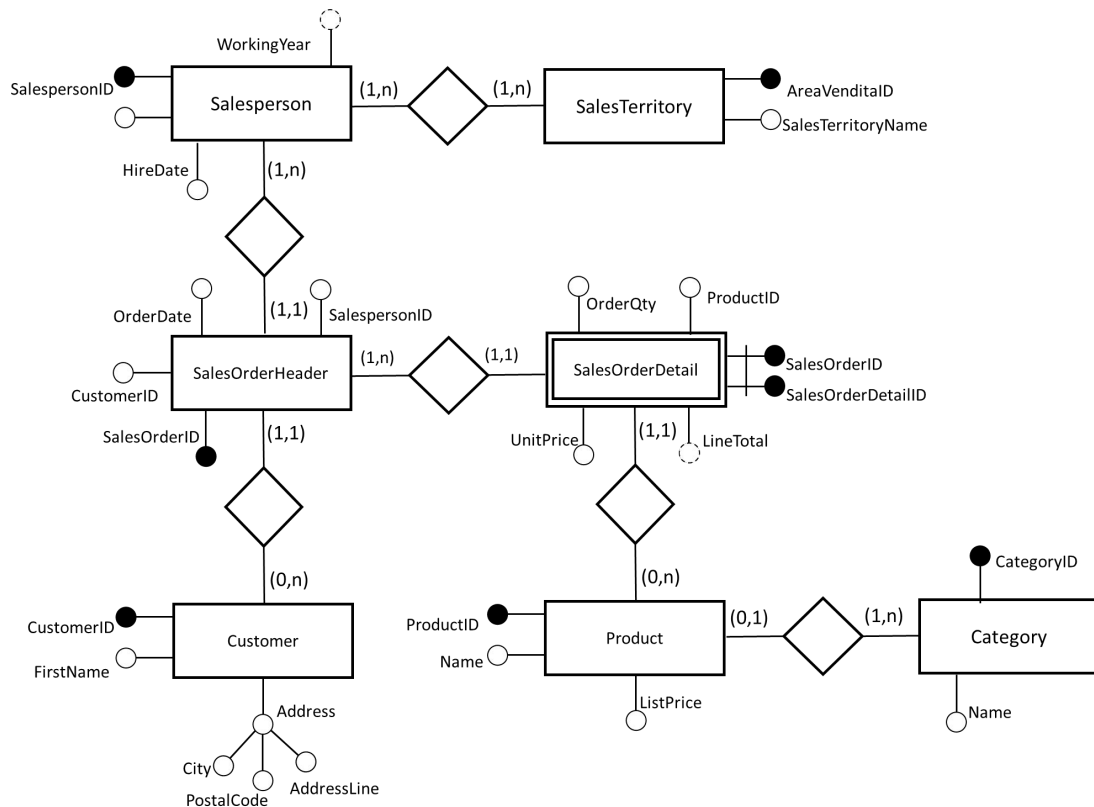 WorkingYear
SalespersonID
Salesperson
(1,n)
(1,n)
SalesTerritory
AreaVenditaID
SalesTerritoryName
HireDate
(1,n)
OrderDate
(1,1)
SalespersonID
OrderQty
ProductID
SalesOrderHeader
(1,n)
(1,1)
SalesOrderDetail
SalesOrderID
SalesOrderDetailID
CustomerID
SalesOrderID
(1,1)
UnitPrice
(1,1)
LineTotal
(0,n)
(0,n)
CategoryID
CustomerID
FirstName
Customer
ProductID
Name
Product
(0,1)
(1,n)
Category
Address
City
PostalCode
AddressLine
ListPrice
Name